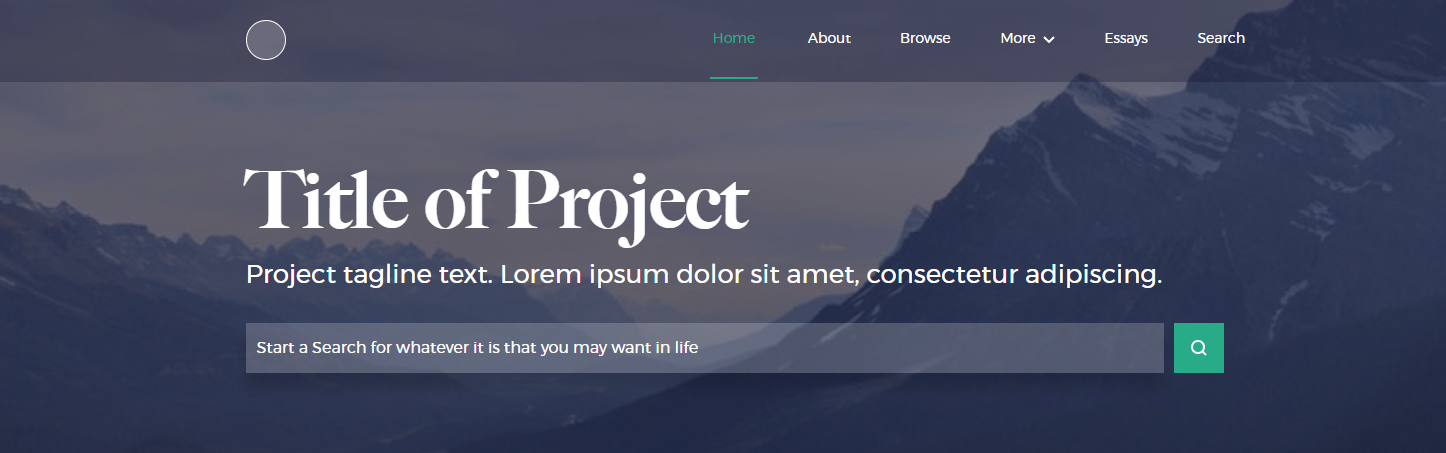 Home About Browse More Essays Search
Title of Project
Project tagline text. Lorem ipsum dolor sit amet, consectetur adipiscing.
Start a Search for whatever it is that you may want in life